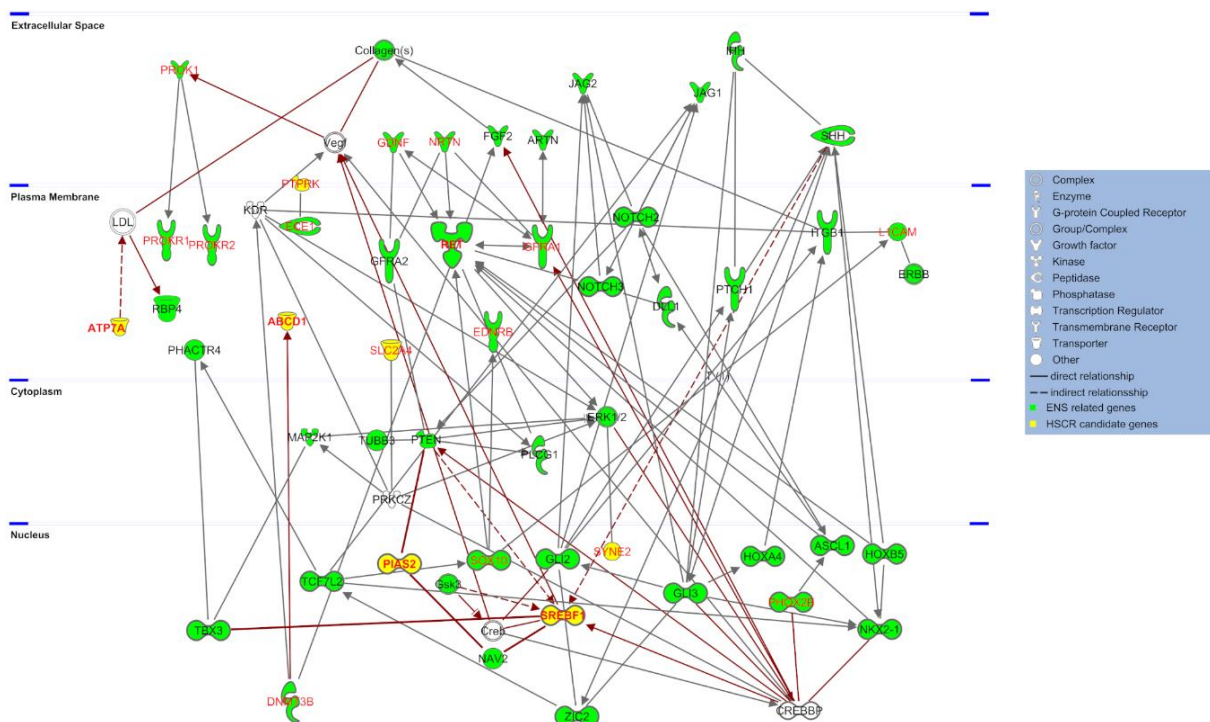 Extracellular Space
Collagen(s)
IHH
PROK1
JAG2
JAG1
Vegf
GDNF
NRTN
FGF2
ARTN
SHH
PTPRK
Plasma Membrane
KDR
LDL
ECE1
NOTCH2
ITGB1
L1CAM
PROKR1
PROKR2
RET
GFRA1
GFRA2
ERBB
NOTCH3
DLL1
PTCH1
RBP4
ATP7A
ABCD1
EDNRB
PHACTR4
SLC2A4
Cytoplasm
ERK1/2
MAP2K1
TUBB3
PTEN
PLCG1
PRKCZ
Nucleus
SYNE2
HOXA4
ASCL1
HOXB5
PIAS2
SOX10
GLI2
TCF7L2
Gsk3
GLI3
PHOX2B
SREBF1
TBX3
Creb
NKX2-1
NAV2
DNMT3B
ZIC2
CREBBP
Complex
Enzyme
G-protein Coupled Receptor
Group/Complex
Growth factor
Kinase
Peptidase
Phosphatase
Transcription Regulator
Transmembrane Receptor
Transporter
Other
direct relationship
indirect relationsship
ENS related genes
HSCR candidate genes